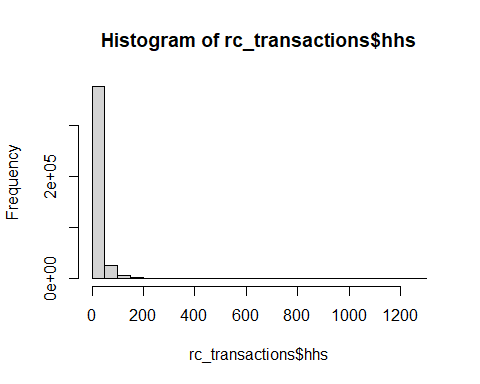 Histogram of rc_transactions$hhs
Frequency
2e+05
0e+00
0 200 400 600 800 1000 1200
rc_transactions$hhs